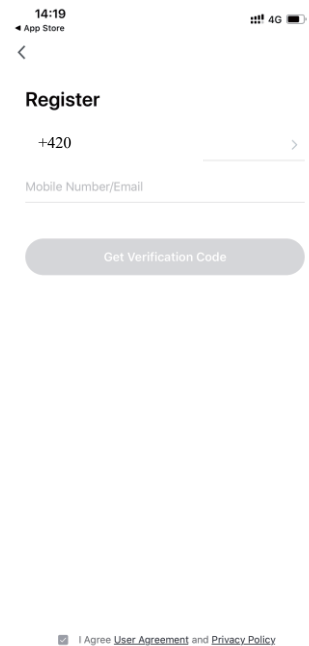 14:19
4G
App Store
Register
+420
Mobile Number/Email
Get Verification Code
I Agree User Agreement and Privacy Policy